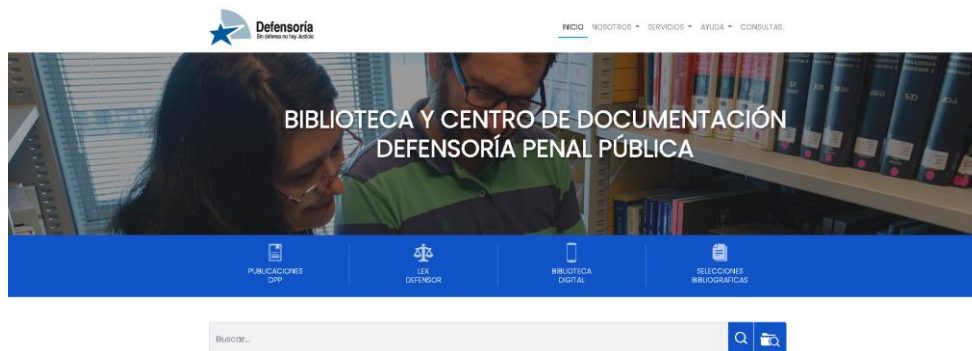 Defensoría
Sin defensa no hay Justicia
INICIO NOSOTROS SERVICIOS AYUDA CONSULTAS
BIBLIOTECA Y CENTRO DE DOCUMENTACIÓN
DEFENSORÍA PENAL PÚBLICA
PUBLICACIONES
DPP
LEX
DEFENSOR
BIBLIOTECA
DIGITAL
SELECCIONES
BIBLIOGRAFICAS
Buscar...